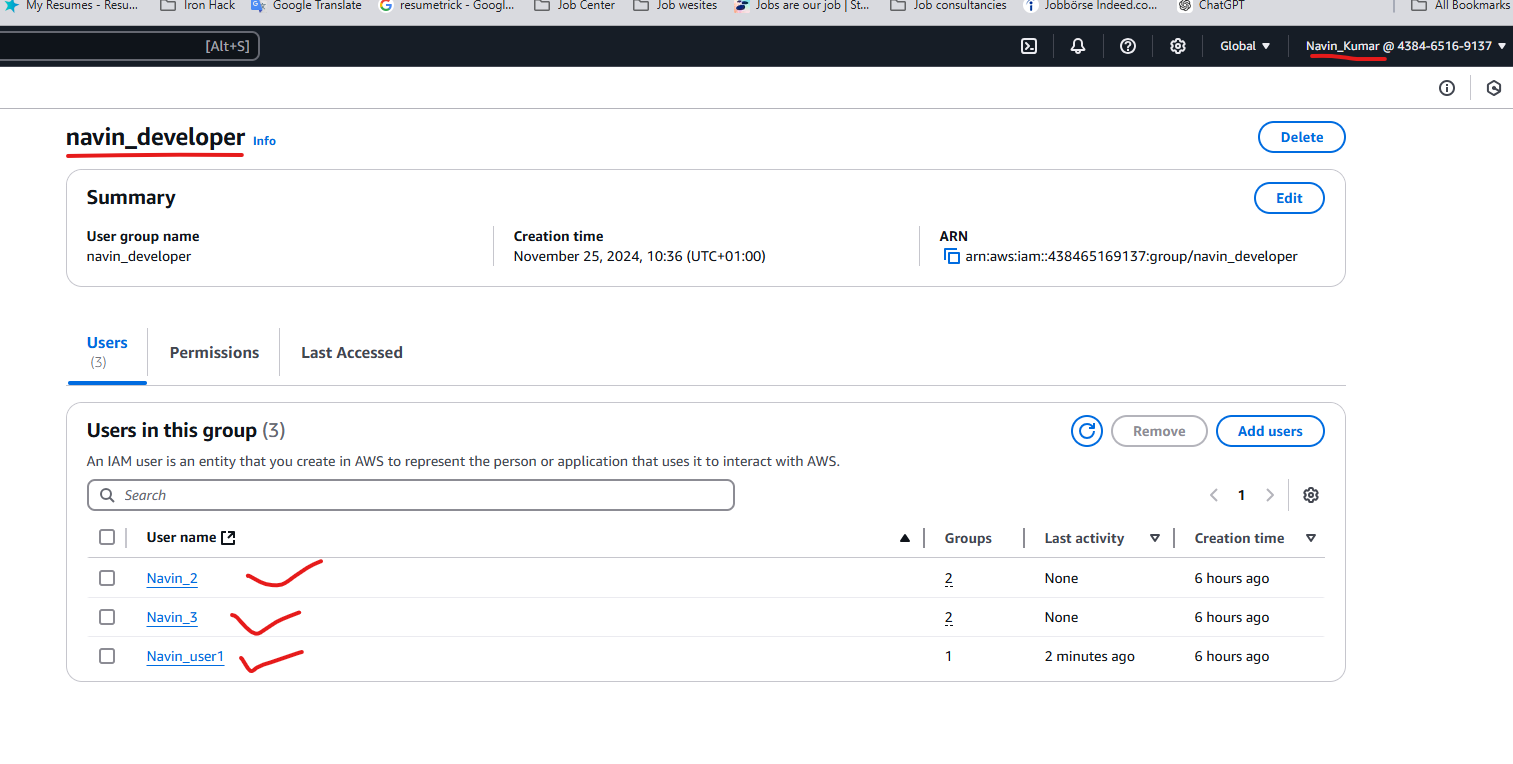 My Resumes - Resu... Iron Hack Google Translate resumetrick - Googl... Job Center Job wesites Jobs are our job | St... Job consultancies Jobbörse Indeed.co... ChatGPT All Bookmarks
[Alt+S] Global Navin_Kumar @ 4384-6516-9137
navin_developer Info Delete
Summary Edit
User group name Creation time ARN
navin_developer November 25, 2024, 10:36 (UTC+01:00) arn:aws:iam::438465169137:group/navin_developer
Users Permissions Last Accessed
(3)
Users in this group (3) Remove Add users
An IAM user is an entity that you create in AWS to represent the person or application that uses it to interact with AWS.
Search 1
User name Groups Last activity Creation time
Navin_2 2 None 6 hours ago
Navin_3 2 None 6 hours ago
Navin_user1 1 2 minutes ago 6 hours ago